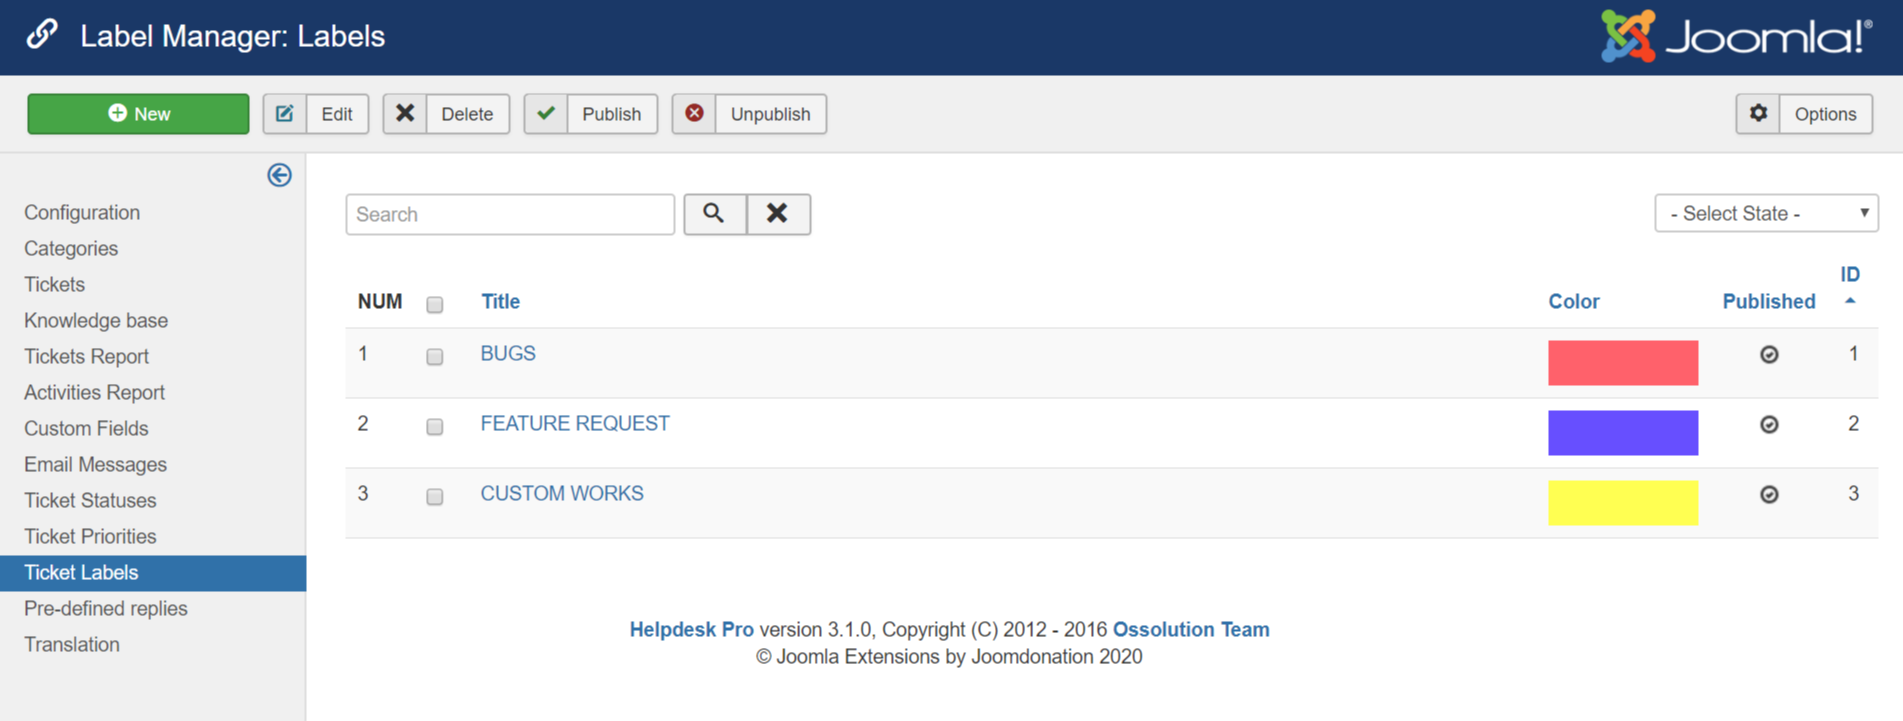 Label Manager: Labels
Joomla!®
New
Edit
Delete
Publish
Unpublish
Options
Configuration
Categories
Tickets
Knowledge base
Tickets Report
Activities Report
Custom Fields
Email Messages
Ticket Statuses
Ticket Priorities
Ticket Labels
Pre-defined replies
Translation
Search
- Select State -
NUM Title Color Published ID
1 BUGS 1
2 FEATURE REQUEST 2
3 CUSTOM WORKS 3
Helpdesk Pro version 3.1.0, Copyright (C) 2012 - 2016 Ossolution Team
© Joomla Extensions by Joomdonation 2020